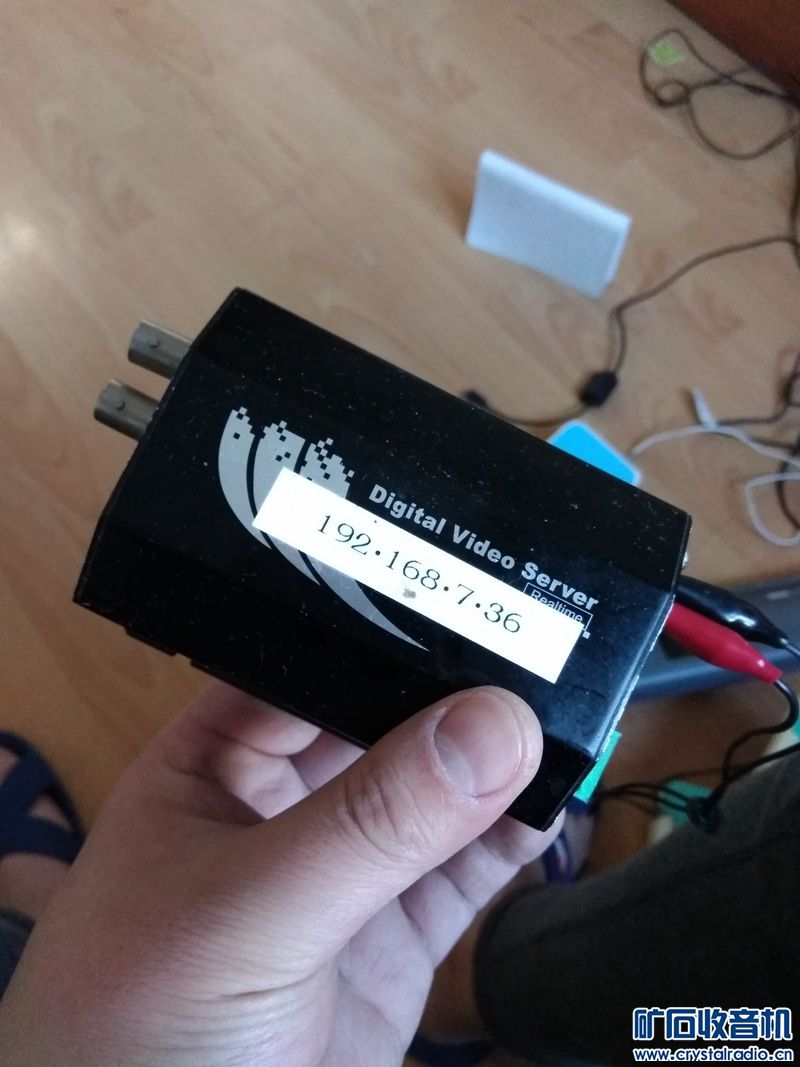 Digital Video Server
Realtime
192·168·7·36
矿石收音机
www.crystalradio.cn